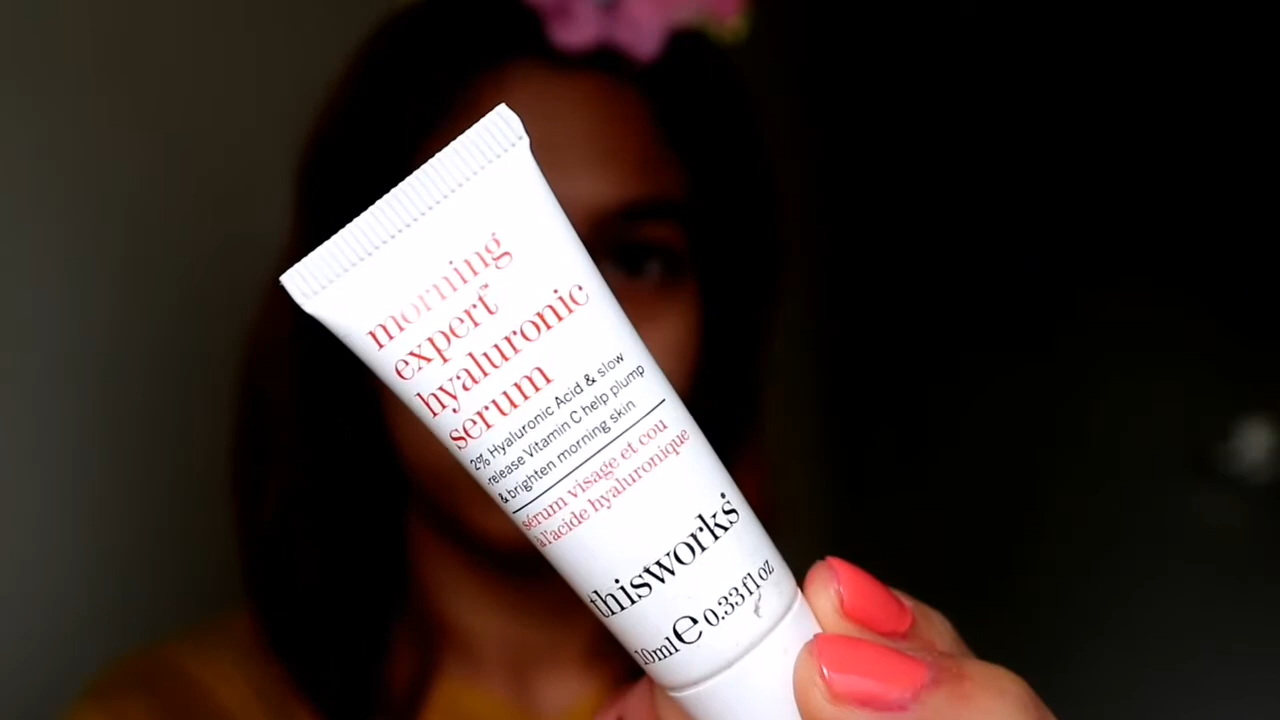 morning
expert™
hyaluronic
serum
2% Hyaluronic Acid & slow
release Vitamin C help plump
& brighten morning skin
sérum visage et cou
à l'acide hyaluronique
thisworks®
10ml ℮ 0.33fl oz